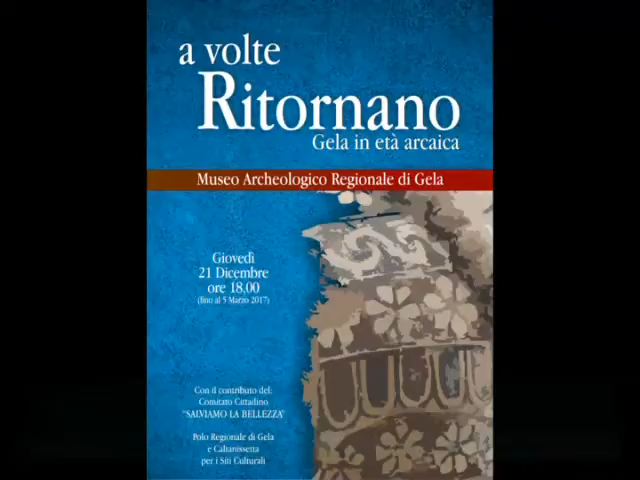 a volte
Ritornano
Gela in età arcaica
Museo Archeologico Regionale di Gela
Giovedì
21 Dicembre
ore 18,00
(fino al 5 Marzo 2017)
Con il contributo del:
Comitato Cittadino
"SALVIAMO LA BELLEZZA"
Polo Regionale di Gela
e Caltanissetta
per i Siti Culturali